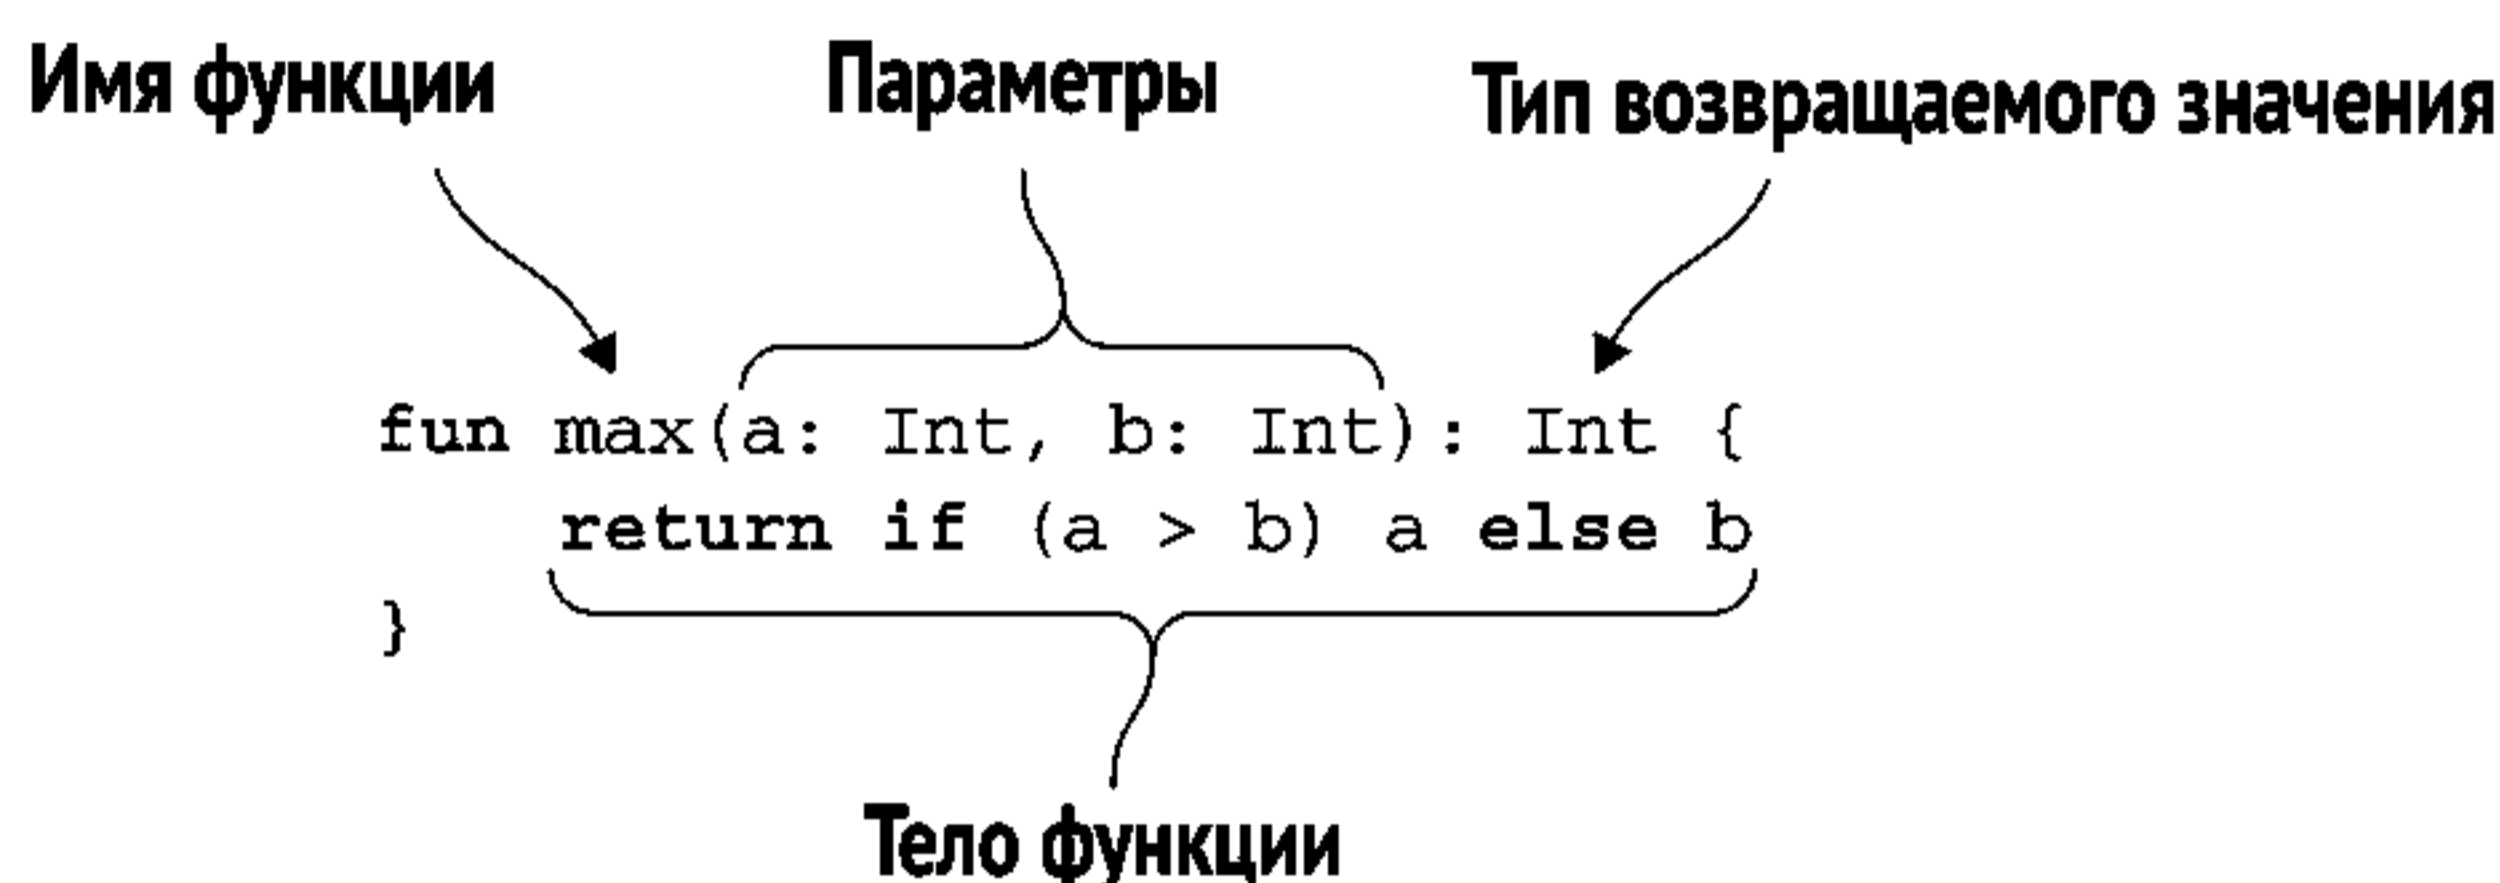 Имя функции
Параметры
Тип возвращаемого значения
fun max(a: Int, b: Int): Int {
return if (a > b) a else b
}
Тело функции